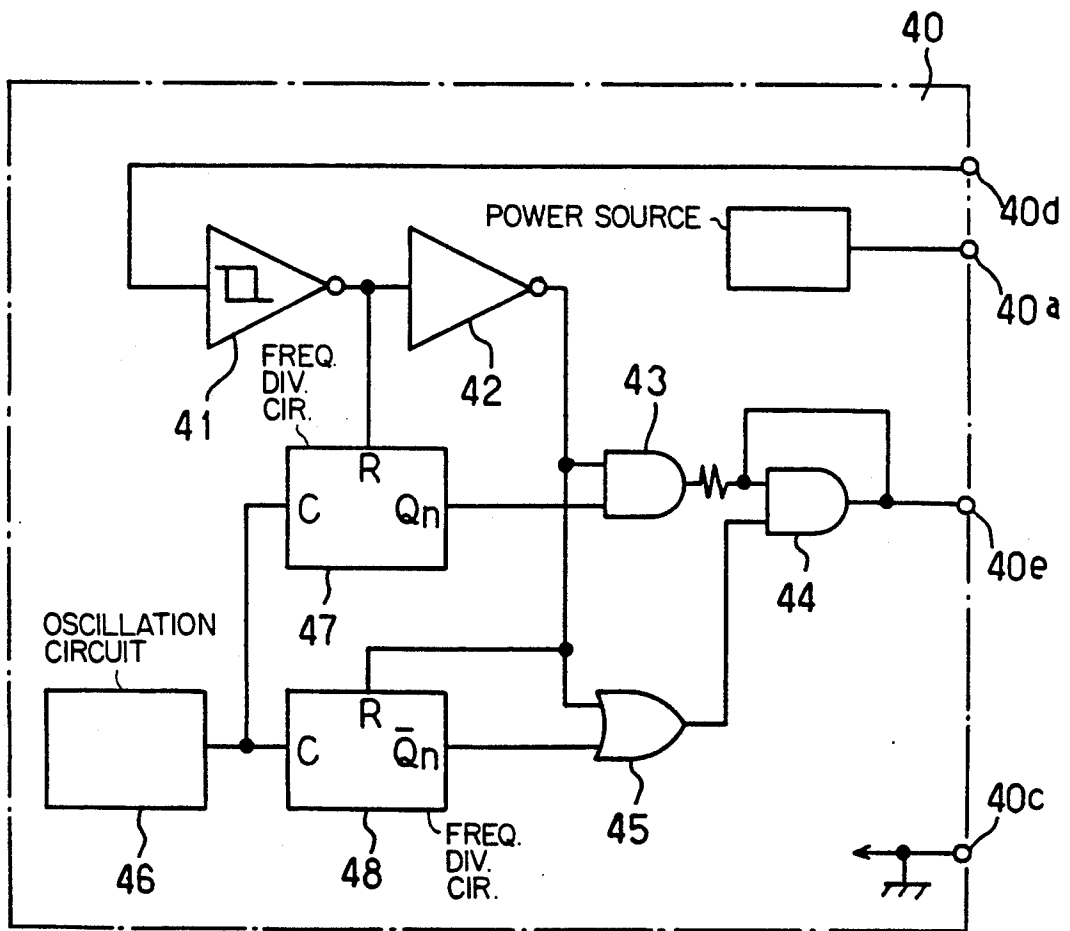 40
40d
POWER SOURCE
40a
41
42
FREQ.
DIV.
CIR.
43
R
C
Qn
40e
44
47
OSCILLATION
CIRCUIT
R
C
Q̅n
45
40c
46
48
FREQ.
DIV.
CIR.